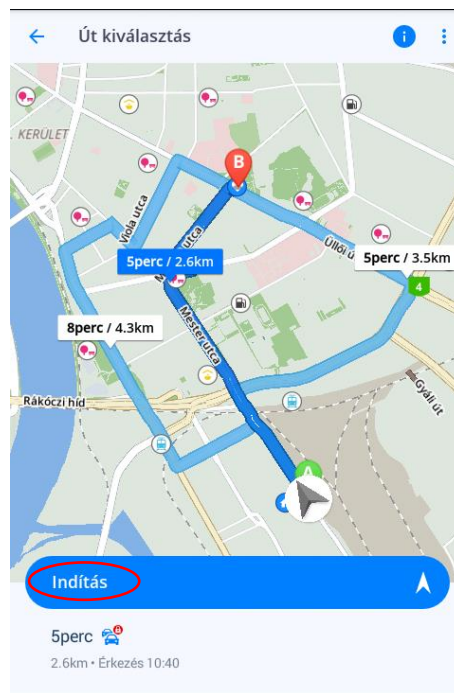 Út kiválasztás
KERÜLET
B
Viola utca
utca
Üllői
5perc / 2.6km
5perc / 3.5km
4
8perc / 4.3km
Mester utca
Rákóczi híd
Gyáli út
A
Indítás
5perc
2.6km • Érkezés 10:40